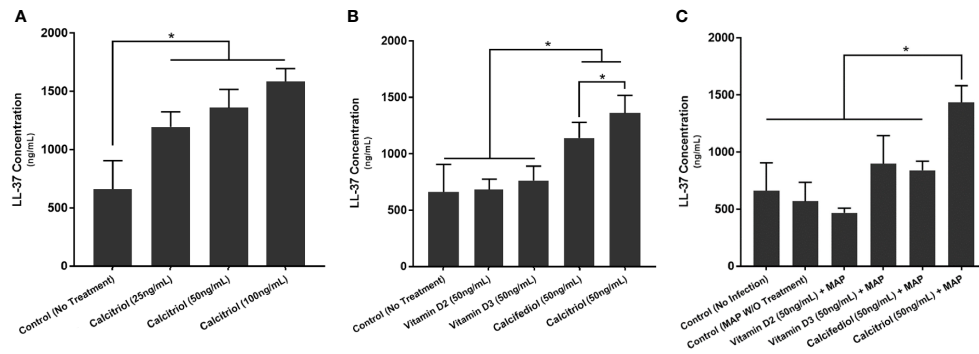 A
*
2000
1500
1000
500
0
LL-37 Concentration
(ng/mL)
Control (No Treatment)
Calcitriol (25ng/mL)
Calcitriol (50ng/mL)
Calcitriol (100ng/mL)
B
*
*
2000
1500
1000
500
0
LL-37 Concentration
(ng/mL)
Control (No Treatment)
Vitamin D2 (50ng/mL)
Vitamin D3 (50ng/mL)
Calcifediol (50ng/mL)
Calcitriol (50ng/mL)
C
*
2000
1500
1000
500
0
LL-37 Concentration
(ng/mL)
Control (No Infection)
Control (MAP W/O Treatment)
Vitamin D2 (50ng/mL) + MAP
Vitamin D3 (50ng/mL) + MAP
Calcifediol (50ng/mL) + MAP
Calcitriol (50ng/mL) + MAP